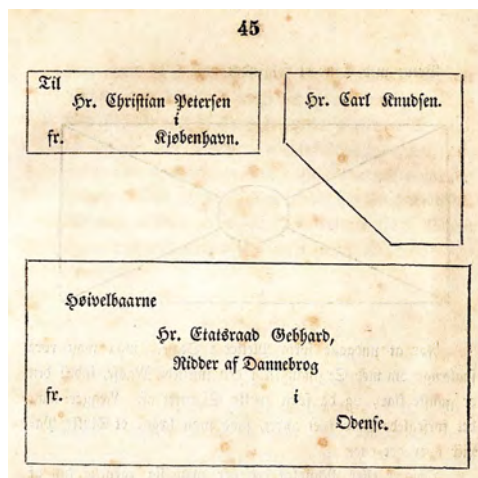 45
Til
Hr. Christian Petersen
i
fr. Kjøbenhavn.
Hr. Carl Knudsen.
Høivelbaarne
Hr. Etatsraad Gebhard,
Ridder af Dannebrog
fr. i
Odense.